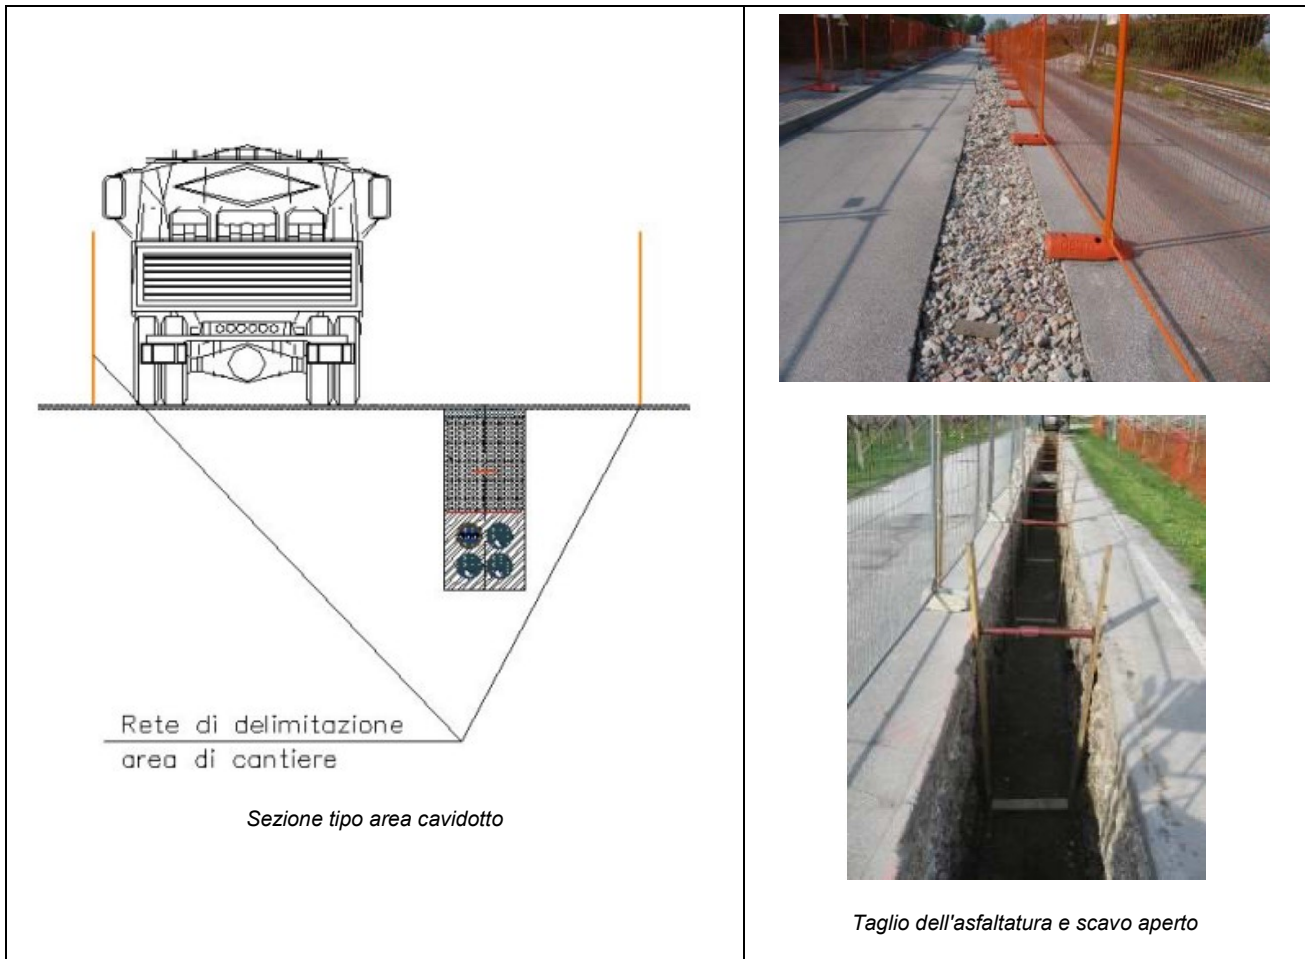 Rete di delimitazione
area di cantiere
Sezione tipo area cavidotto
Taglio dell'asfaltatura e scavo aperto